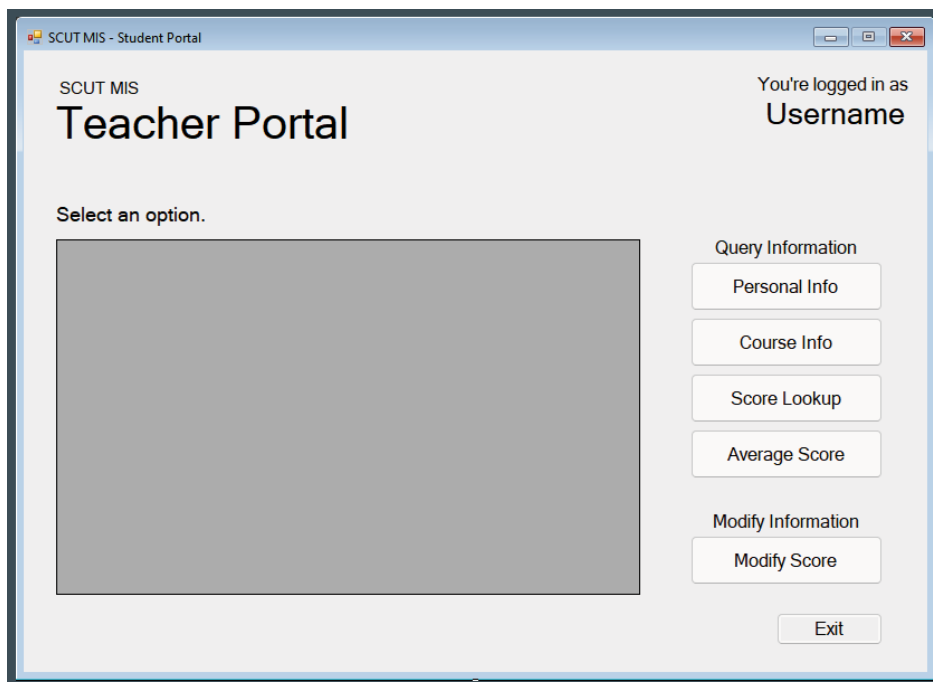 SCUT MIS - Student Portal
SCUT MIS
Teacher Portal
You're logged in as
Username
Select an option.
Query Information
Personal Info
Course Info
Score Lookup
Average Score
Modify Information
Modify Score
Exit